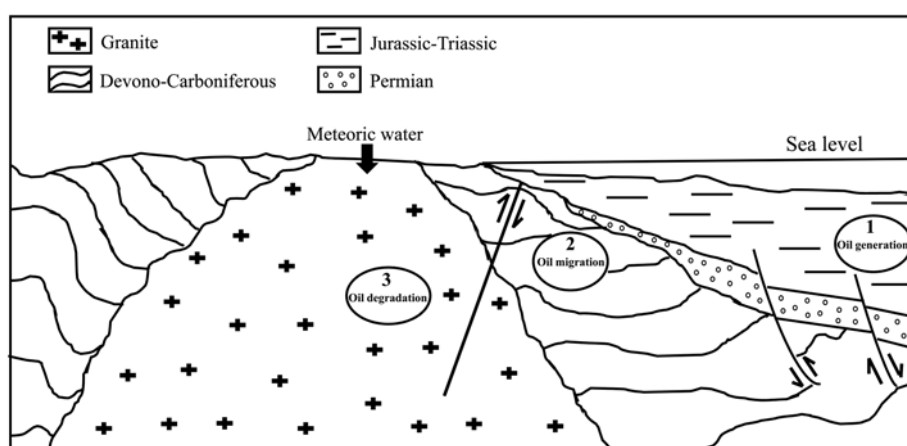 Granite
Jurassic-Triassic
Devono-Carboniferous
Permian
Meteoric water
Sea level
1
Oil generation
2
Oil migration
3
Oil degradation